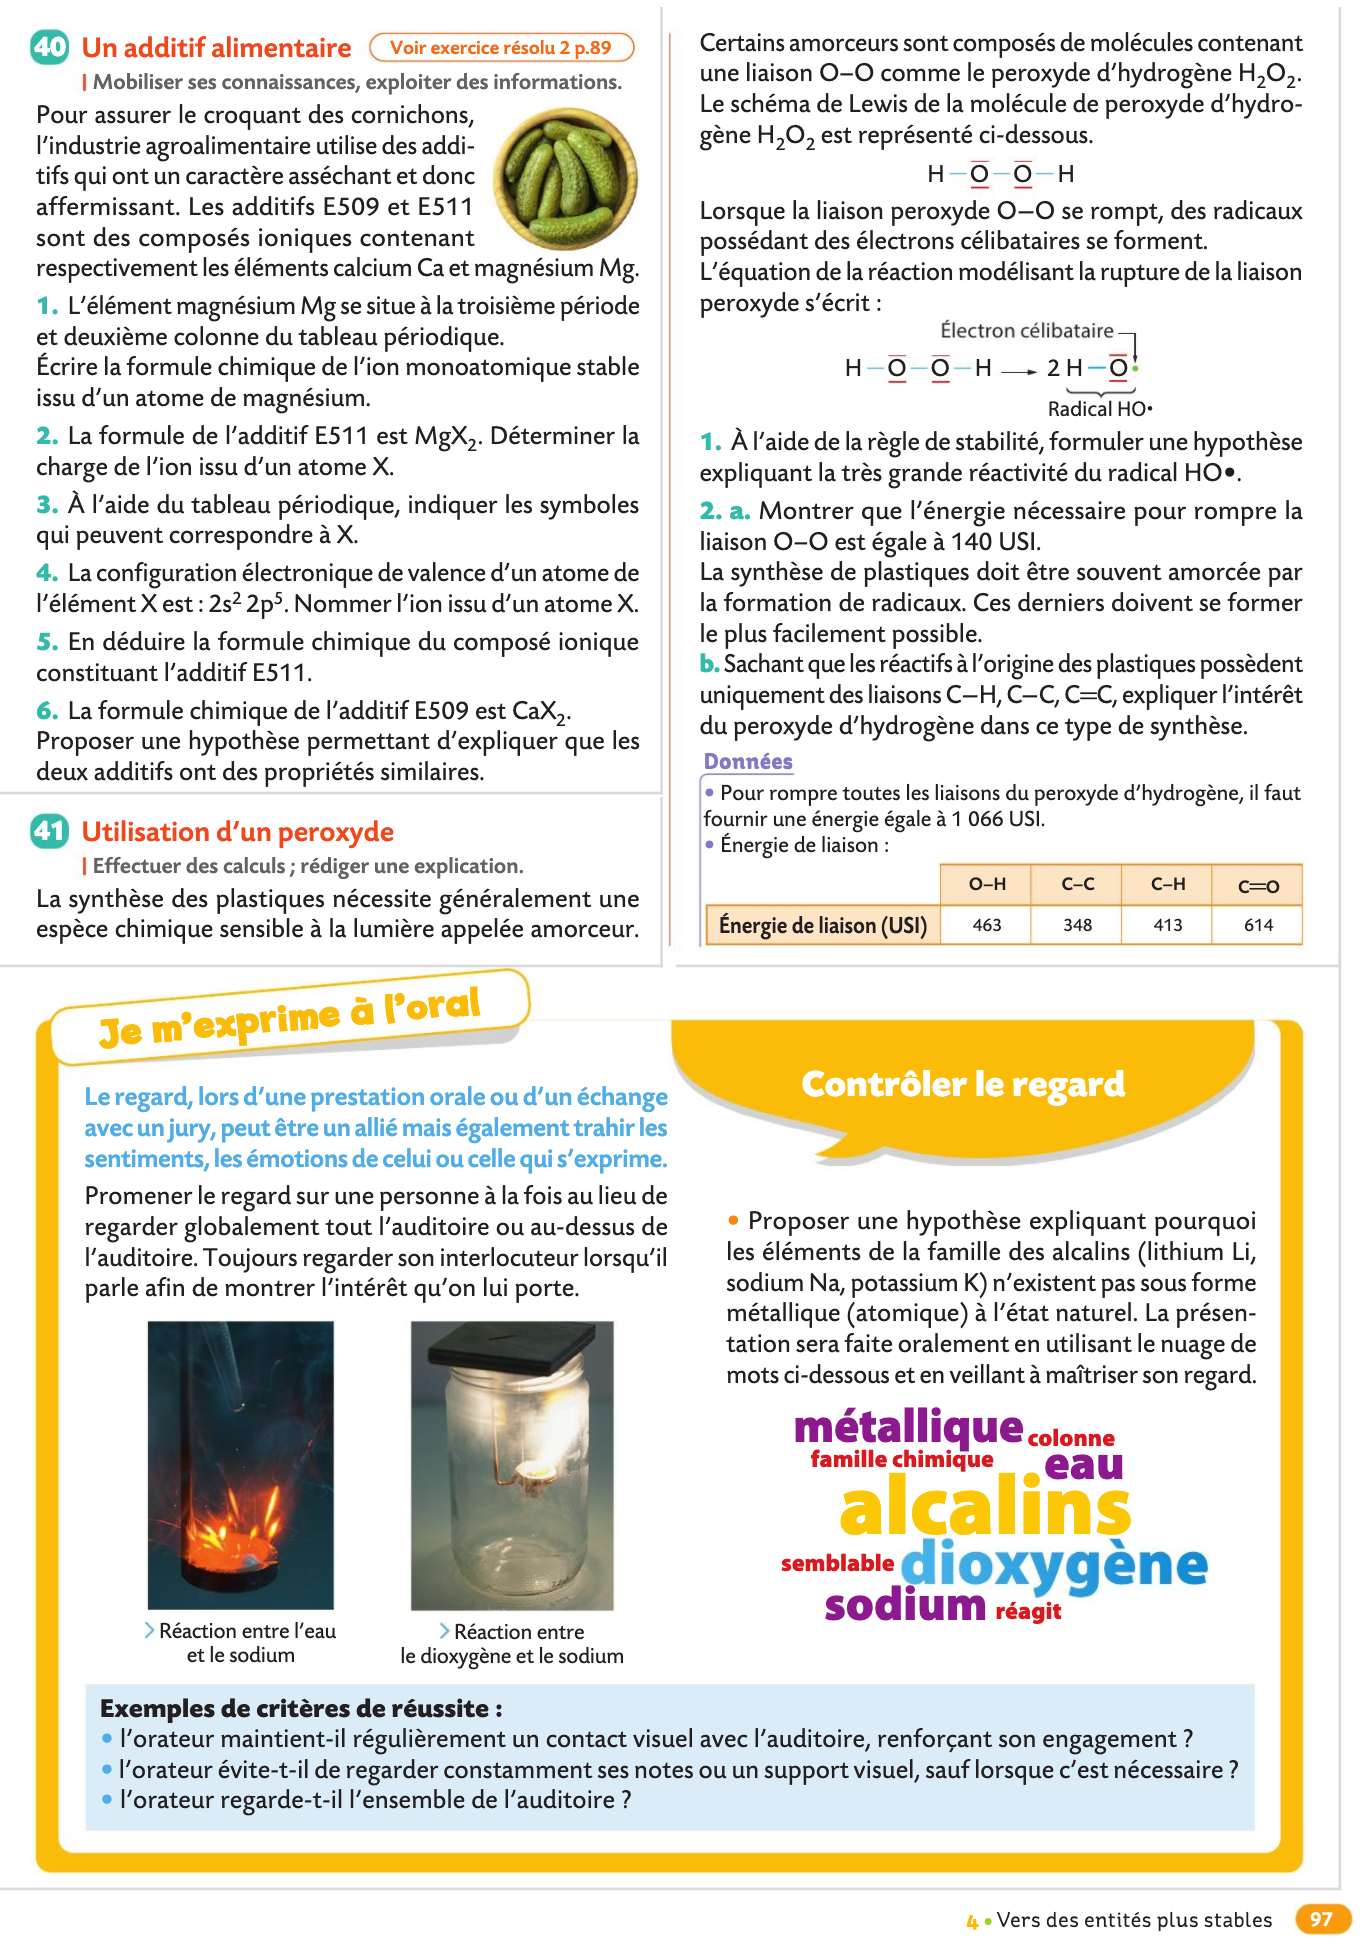 40 Un additif alimentaire Voir exercice résolu 2 p.89
| Mobiliser ses connaissances, exploiter des informations.
Pour assurer le croquant des cornichons,
l'industrie agroalimentaire utilise des addi-
tifs qui ont un caractère asséchant et donc
affermissant. Les additifs E509 et E511
sont des composés ioniques contenant
respectivement les éléments calcium Ca et magnésium Mg.
1. L'élément magnésium Mg se situe à la troisième période
et deuxième colonne du tableau périodique.
Écrire la formule chimique de l'ion monoatomique stable
issu d'un atome de magnésium.
2. La formule de l'additif E511 est MgX₂. Déterminer la
charge de l'ion issu d'un atome X.
3. À l'aide du tableau périodique, indiquer les symboles
qui peuvent correspondre à X.
4. La configuration électronique de valence d'un atome de
l'élément X est : 2s² 2p⁵. Nommer l'ion issu d'un atome X.
5. En déduire la formule chimique du composé ionique
constituant l'additif E511.
6. La formule chimique de l'additif E509 est CaX₂.
Proposer une hypothèse permettant d'expliquer que les
deux additifs ont des propriétés similaires.
41 Utilisation d'un peroxyde
| Effectuer des calculs ; rédiger une explication.
La synthèse des plastiques nécessite généralement une
espèce chimique sensible à la lumière appelée amorceur.
Certains amorceurs sont composés de molécules contenant
une liaison O–O comme le peroxyde d'hydrogène H₂O₂.
Le schéma de Lewis de la molécule de peroxyde d'hydro-
gène H₂O₂ est représenté ci-dessous.
H–O–O–H
Lorsque la liaison peroxyde O–O se rompt, des radicaux
possédant des électrons célibataires se forment.
L'équation de la réaction modélisant la rupture de la liaison
peroxyde s'écrit :
Électron célibataire
H–O–O–H → 2 H–O•
Radical HO•
1. À l'aide de la règle de stabilité, formuler une hypothèse
expliquant la très grande réactivité du radical HO•.
2. a. Montrer que l'énergie nécessaire pour rompre la
liaison O–O est égale à 140 USI.
La synthèse de plastiques doit être souvent amorcée par
la formation de radicaux. Ces derniers doivent se former
le plus facilement possible.
b. Sachant que les réactifs à l'origine des plastiques possèdent
uniquement des liaisons C–H, C–C, C=C, expliquer l'intérêt
du peroxyde d'hydrogène dans ce type de synthèse.
Données
• Pour rompre toutes les liaisons du peroxyde d'hydrogène, il faut
fournir une énergie égale à 1 066 USI.
• Énergie de liaison :
O–H C–C C–H C=O
Énergie de liaison (USI) 463 348 413 614
Je m'exprime à l'oral
Contrôler le regard
Le regard, lors d'une prestation orale ou d'un échange
avec un jury, peut être un allié mais également trahir les
sentiments, les émotions de celui ou celle qui s'exprime.
Promener le regard sur une personne à la fois au lieu de
regarder globalement tout l'auditoire ou au-dessus de
l'auditoire. Toujours regarder son interlocuteur lorsqu'il
parle afin de montrer l'intérêt qu'on lui porte.
> Réaction entre l'eau
et le sodium
> Réaction entre
le dioxygène et le sodium
• Proposer une hypothèse expliquant pourquoi
les éléments de la famille des alcalins (lithium Li,
sodium Na, potassium K) n'existent pas sous forme
métallique (atomique) à l'état naturel. La présen-
tation sera faite oralement en utilisant le nuage de
mots ci-dessous et en veillant à maîtriser son regard.
métallique colonne
famille chimique eau
alcalins
semblable dioxygène
sodium réagit
Exemples de critères de réussite :
• l'orateur maintient-il régulièrement un contact visuel avec l'auditoire, renforçant son engagement ?
• l'orateur évite-t-il de regarder constamment ses notes ou un support visuel, sauf lorsque c'est nécessaire ?
• l'orateur regarde-t-il l'ensemble de l'auditoire ?
4 • Vers des entités plus stables 97